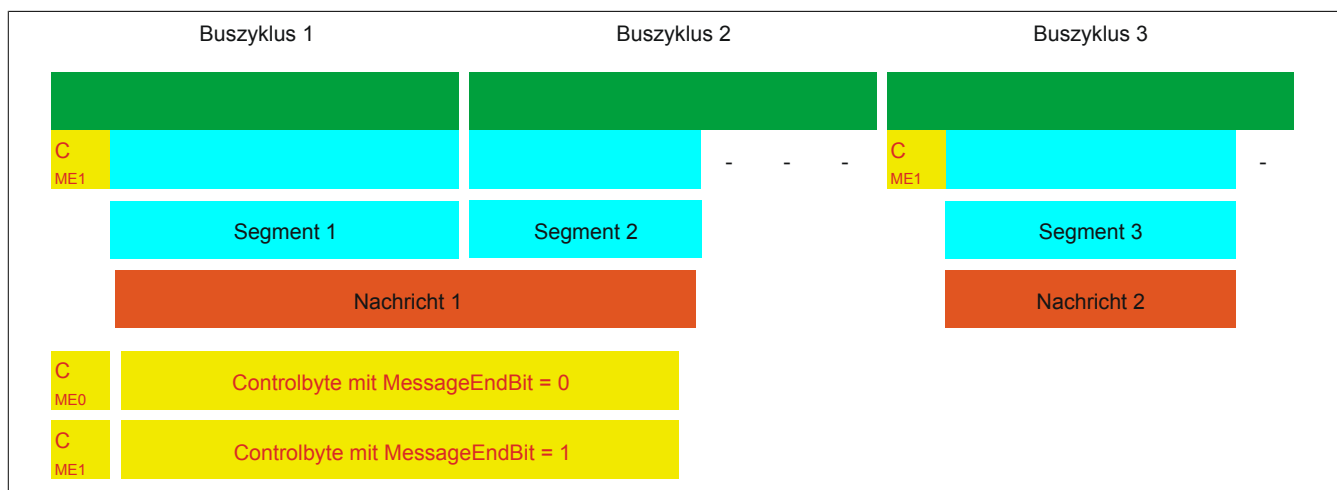 Buszyklus 1 Buszyklus 2 Buszyklus 3
C - - - C -
ME1 ME1
Segment 1 Segment 2 Segment 3
Nachricht 1 Nachricht 2
C
ME0 Controlbyte mit MessageEndBit = 0
C
ME1 Controlbyte mit MessageEndBit = 1